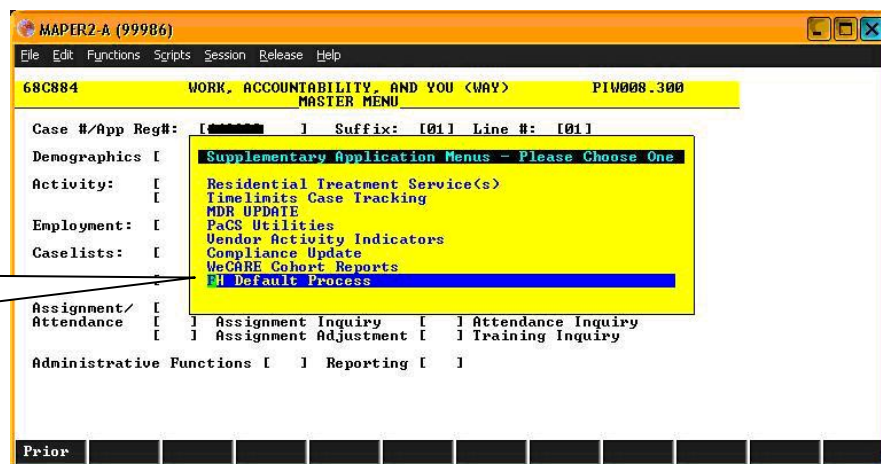 MAPER2-A (99986)
File Edit Functions Scripts Session Release Help
68C884 WORK, ACCOUNTABILITY, AND YOU (WAY) PIW008.300
MASTER MENU
Case #/App Reg#: [ ] Suffix: [01] Line #: [01]
Demographics [
Supplementary Application Menus - Please Choose One
Activity: [
[
Residential Treatment Service(s)
Timelimits Case Tracking
MDR UPDATE
Employment: [
PaCS Utilities
Vendor Activity Indicators
Caselists: [
Compliance Update
WeCARE Cohort Reports
FH Default Process
Assignment/ [
Attendance [ ] Assignment Inquiry [ ] Attendance Inquiry
[ ] Assignment Adjustment [ ] Training Inquiry
Administrative Functions [ ] Reporting [ ]
Prior